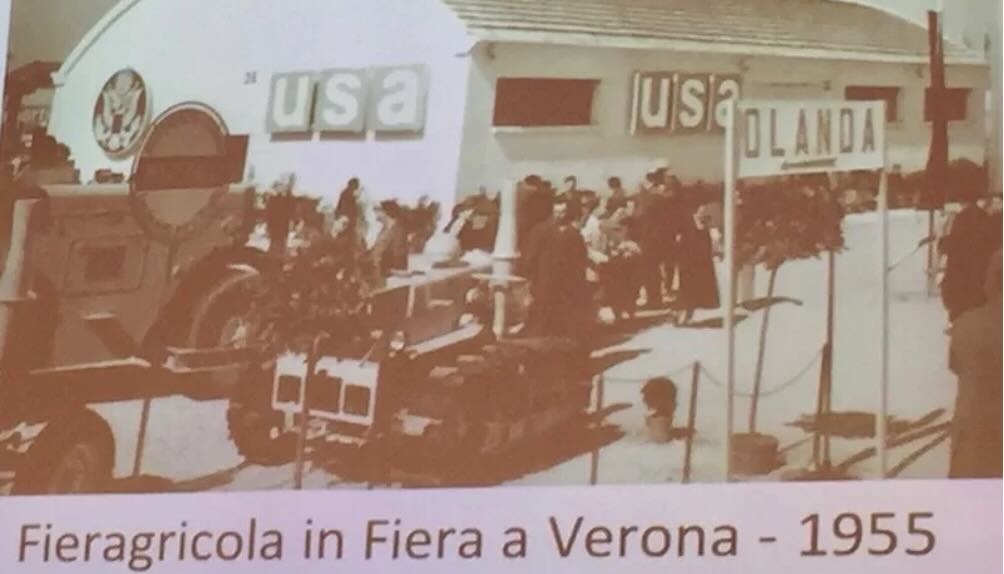 usa
usa
OLANDA
Fieragricola in Fiera a Verona - 1955